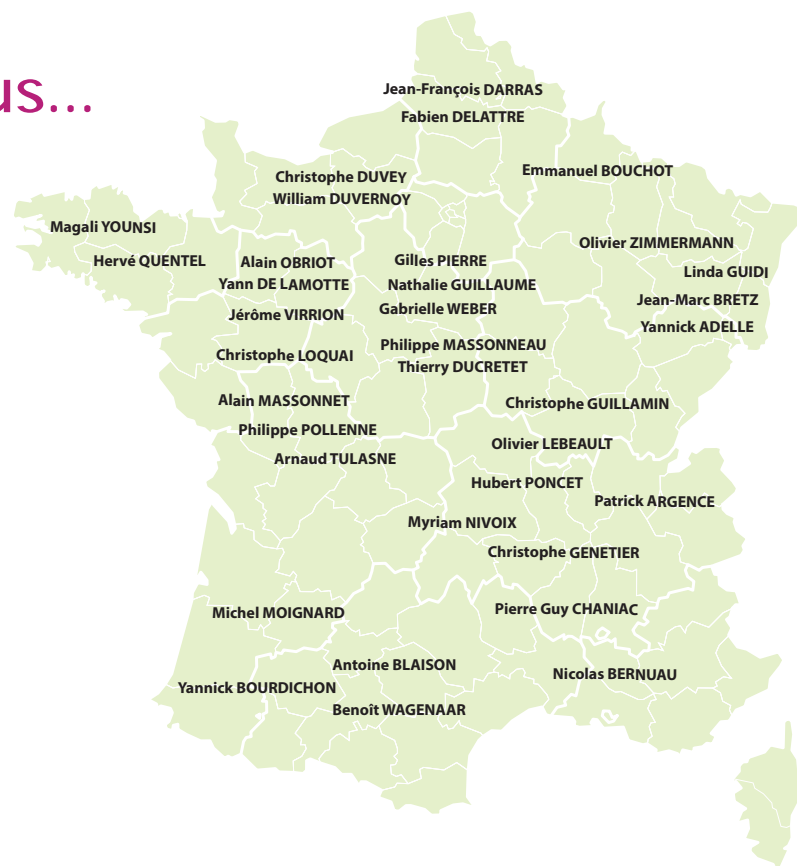 us...
Jean-François DARRAS
Fabien DELATTRE
Emmanuel BOUCHOT
Christophe DUVEY
William DUVERNOY
Magali YOUNSI
Hervé QUENTEL
Alain OBRIOT
Yann DE LAMOTTE
Gilles PIERRE
Nathalie GUILLAUME
Gabrielle WEBER
Olivier ZIMMERMANN
Linda GUIDI
Jean-Marc BRETZ
Yannick ADELLE
Jérôme VIRRION
Christophe LOQUAI
Philippe MASSONNEAU
Thierry DUCRETET
Alain MASSONNET
Philippe POLLENNE
Arnaud TULASNE
Christophe GUILLAMIN
Olivier LEBEAULT
Hubert PONCET
Patrick ARGENCE
Myriam NIVOIX
Christophe GENETIER
Michel MOIGNARD
Pierre Guy CHANIAC
Antoine BLAISON
Yannick BOURDICHON
Benoît WAGENAAR
Nicolas BERNUAU